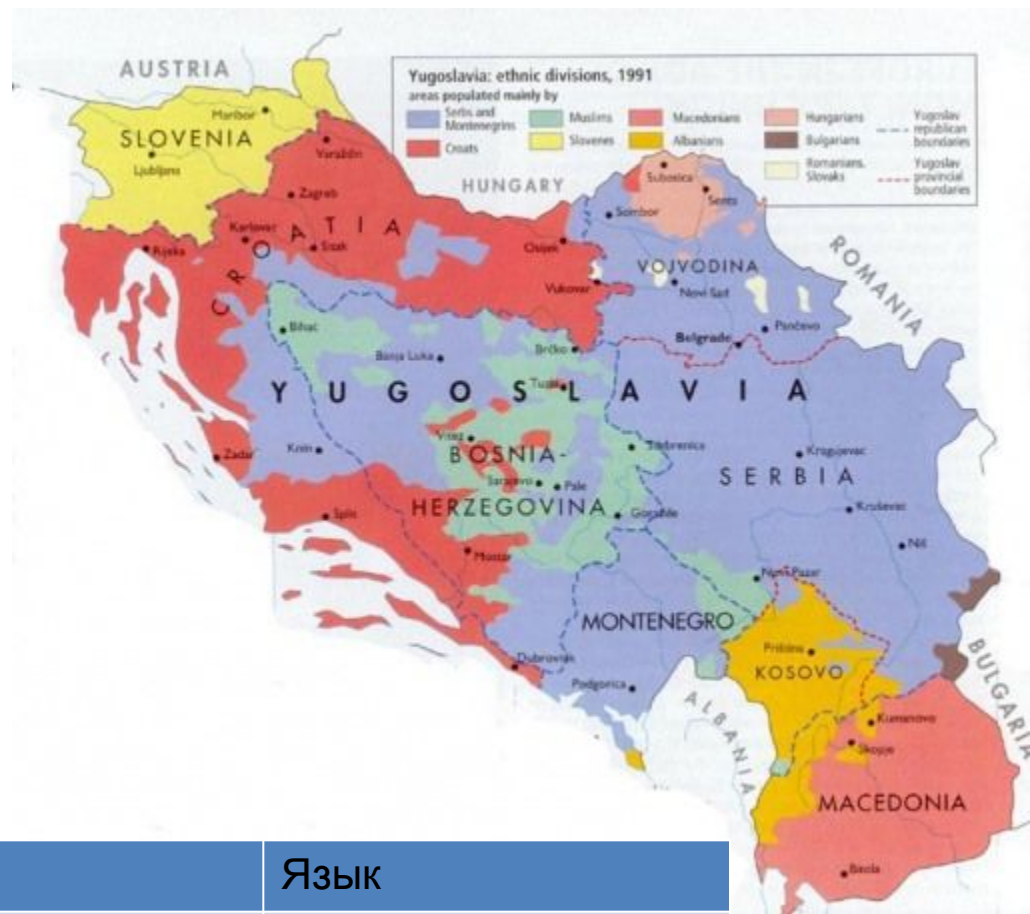 AUSTRIA
Yugoslavia: ethnic divisions, 1991
areas populated mainly by
Serbs and Montenegrins
Muslims
Macedonians
Hungarians
Yugoslav republican boundaries
Croats
Slovenes
Albanians
Bulgarians
Romanians. Slovaks
Yugoslav provincial boundaries
Maribor
SLOVENIA
Ljubljana
Varaždin
HUNGARY
Zagreb
Subotica
Senta
Sombor
Karlovac
Rijeka
Sisak
CROATIA
Osijek
VOJVODINA
ROMANIA
Vukovar
Novi Sad
Bihać
Pančevo
Belgrade
Banja Luka
Brčko
YUGOSLAVIA
Tuzla
Vitez
Zadar
Knin
BOSNIA-
Srebrenica
Kragujevac
SERBIA
Sarajevo
Pale
HERZEGOVINA
Goražde
Split
Kruševac
Niš
Mostar
Novi Pazar
MONTENEGRO
Priština
KOSOVO
BULGARIA
Dubrovnik
Podgorica
ALBANIA
Kumanovo
Skopje
MACEDONIA
Bitola
Язык